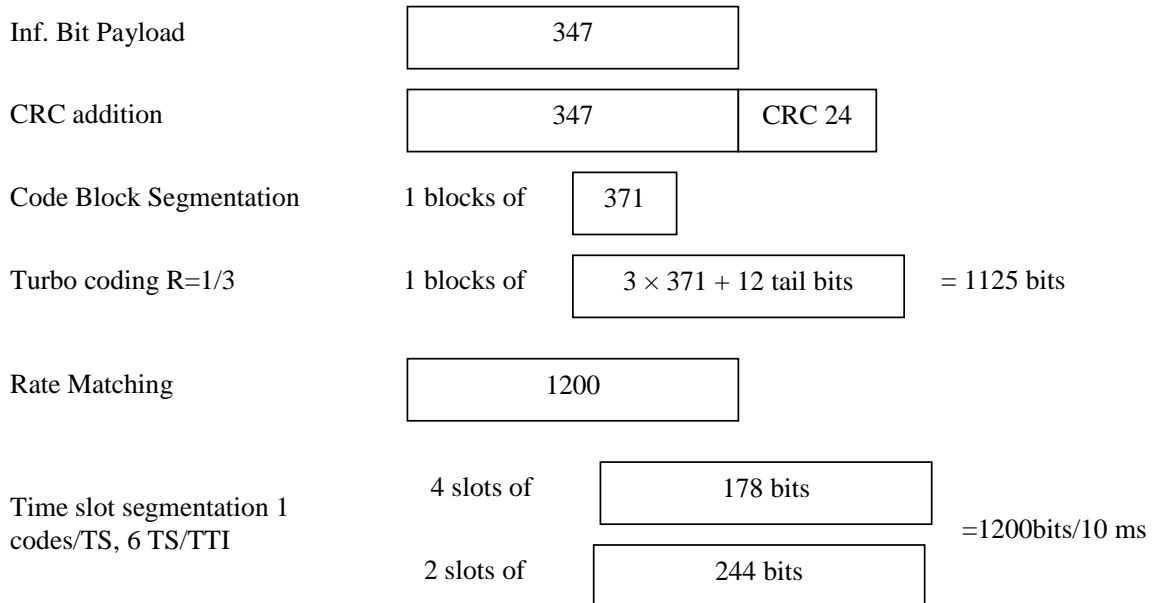 Inf. Bit Payload
347
CRC addition
347
CRC 24
Code Block Segmentation
1 blocks of
371
Turbo coding R=1/3
1 blocks of
3 × 371 + 12 tail bits
= 1125 bits
Rate Matching
1200
Time slot segmentation 1
codes/TS, 6 TS/TTI
4 slots of
178 bits
=1200bits/10 ms
2 slots of
244 bits